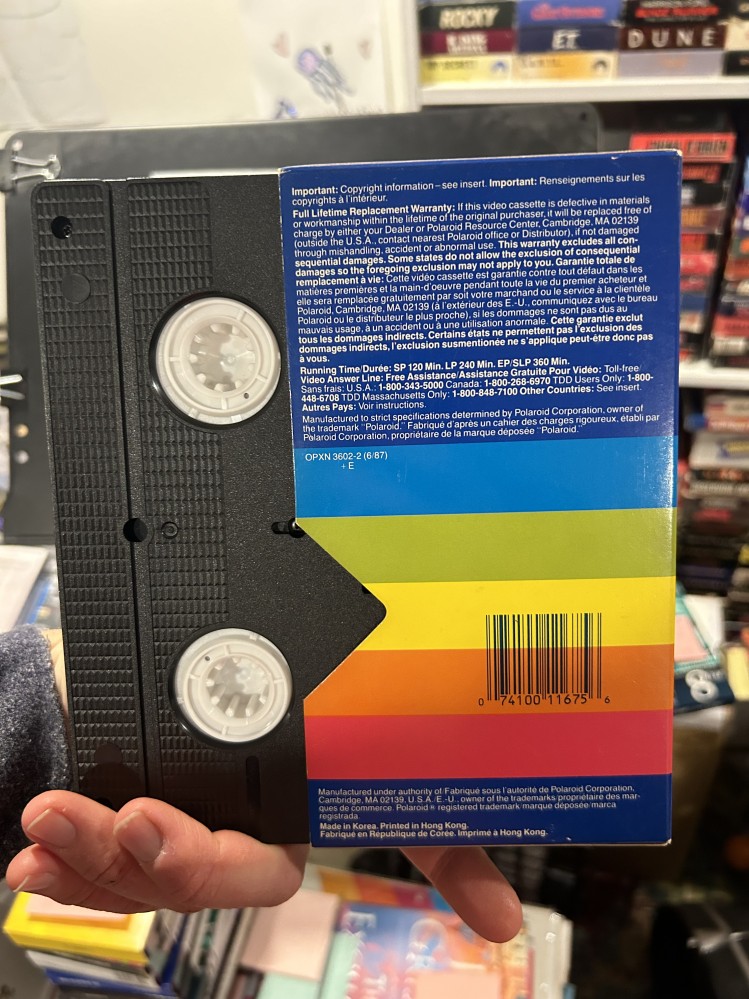 ROCKY
ET
DUNE
Important: Copyright information – see insert. Important: Renseignements sur les
copyrights à l'intérieur.
Full Lifetime Replacement Warranty: If this video cassette is defective in materials
or workmanship within the lifetime of the original purchaser, it will be replaced free of
charge by either your Dealer or Polaroid Resource Center, Cambridge, MA 02139
(outside the U.S.A., contact nearest Polaroid office or Distributor), if not damaged
through mishandling, accident or abnormal use. This warranty excludes all con-
sequential damages. Some states do not allow the exclusion of consequential
damages so the foregoing exclusion may not apply to you. Garantie totale de
remplacement à vie: Cette vidéo cassette est garantie contre tout défaut dans les
matières premières et la main-d'oeuvre pendant toute la vie du premier acheteur et
elle sera remplacée gratuitement par soit votre marchand ou le service à la clientèle
Polaroid, Cambridge, MA 02139 (à l'extérieur des E.-U., communiquez avec le bureau
Polaroid ou le distributeur le plus proche), si les dommages ne sont pas dus au
mauvais usage, à un accident ou à une utilisation anormale. Cette garantie exclut
tous les dommages indirects. Certains états ne permettent pas l'exclusion des
dommages indirects, l'exclusion susmentionée ne s'applique peut-étre donc pas
à vous.
Running Time/Durée: SP 120 Min. LP 240 Min. EP/SLP 360 Min.
Video Answer Line: Free Assistance/Assistance Gratuite Pour Vidéo: Toll-free/
Sans frais: U.S.A.: 1-800-343-5000 Canada: 1-800-268-6970 TDD Users Only: 1-800-
448-6708 TDD Massachusetts Only: 1-800-848-7100 Other Countries: See insert.
Autres Pays: Voir instructions.
Manufactured to strict specifications determined by Polaroid Corporation, owner of
the trademark "Polaroid." Fabriqué d'après un cahier des charges rigoureux, établi par
Polaroid Corporation, propriétaire de la marque déposée "Polaroid."
OPXN 3602-2 (6/87)
+ E
0 74100 11675 6
Manufactured under authority of/Fabriqué sous l'autorité de Polaroid Corporation,
Cambridge, MA 02139, U.S.A./E.-U., owner of the trademarks/propriétaire des mar-
ques de commerce. Polaroid ® registered trademark/marque déposée/marca
registrada.
Made in Korea. Printed in Hong Kong.
Fabriqué en Republique de Corée. Imprimé à Hong Kong.